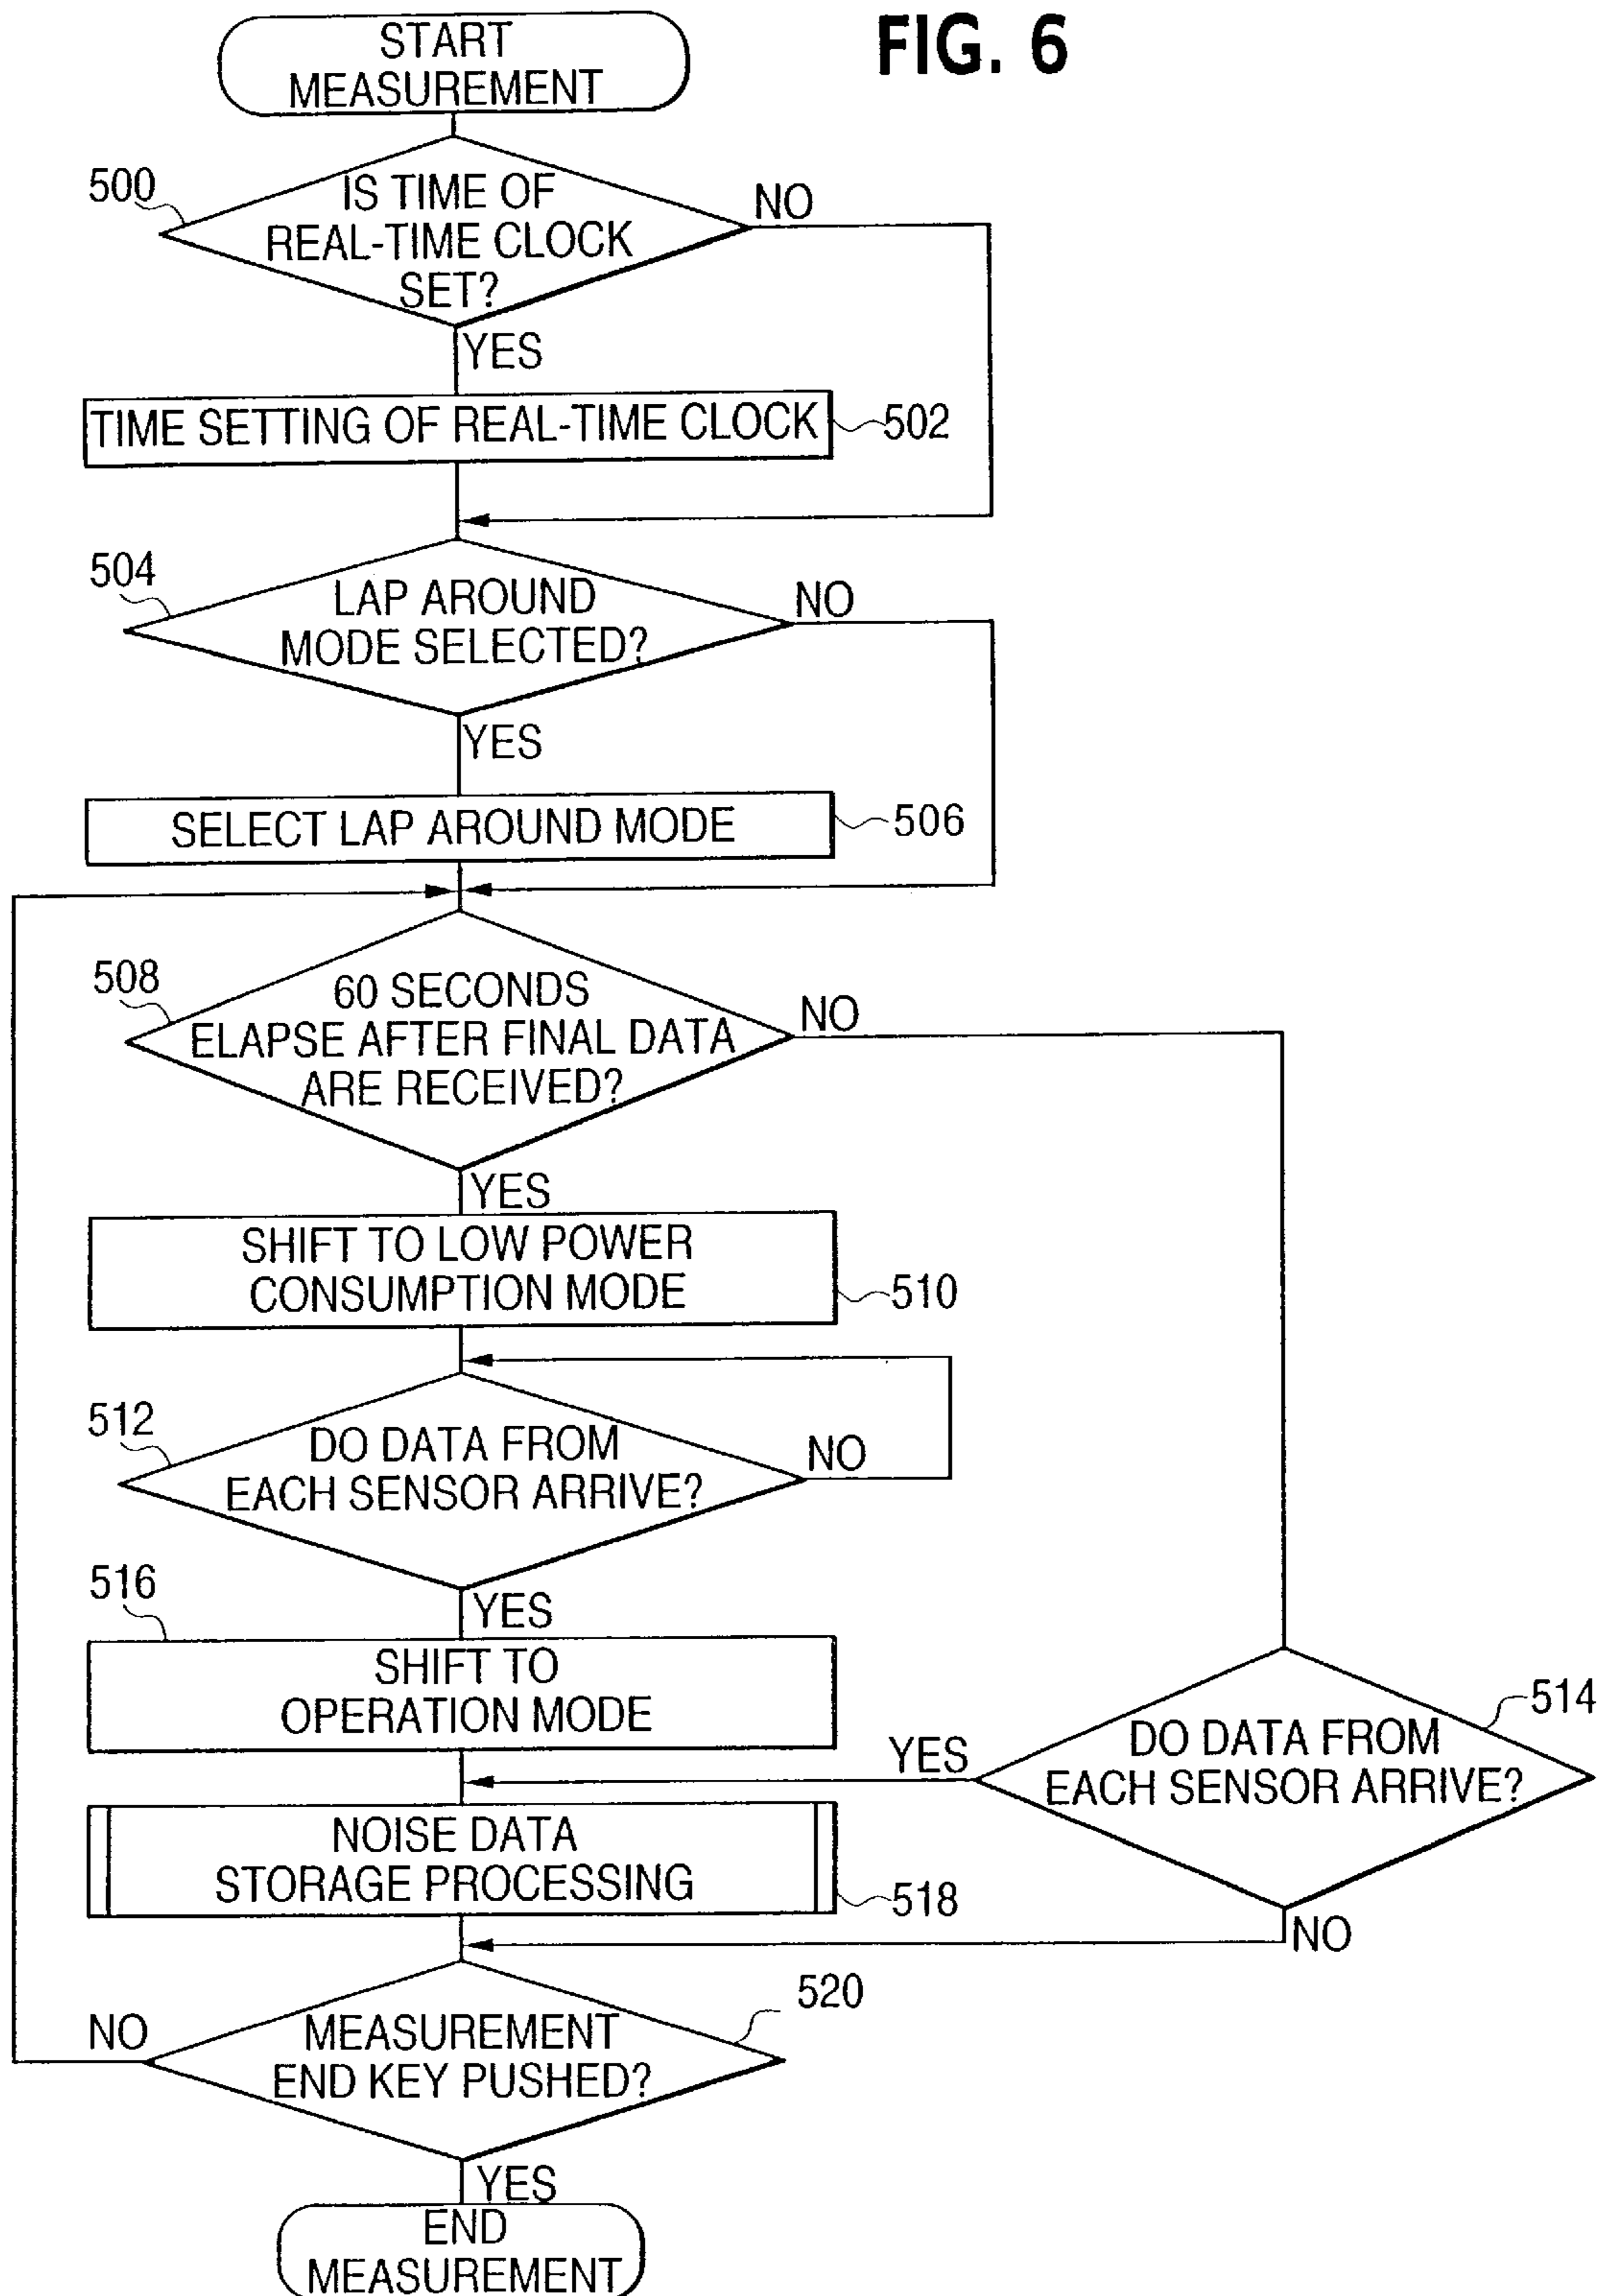 FIG. 6
START
MEASUREMENT
500
IS TIME OF
REAL-TIME CLOCK
SET?
NO
YES
TIME SETTING OF REAL-TIME CLOCK
502
504
LAP AROUND
MODE SELECTED?
NO
YES
SELECT LAP AROUND MODE
506
508
60 SECONDS
ELAPSE AFTER FINAL DATA
ARE RECEIVED?
NO
YES
SHIFT TO LOW POWER
CONSUMPTION MODE
510
512
DO DATA FROM
EACH SENSOR ARRIVE?
NO
YES
516
SHIFT TO
OPERATION MODE
514
DO DATA FROM
EACH SENSOR ARRIVE?
YES
NO
NOISE DATA
STORAGE PROCESSING
518
520
MEASUREMENT
END KEY PUSHED?
NO
YES
END
MEASUREMENT